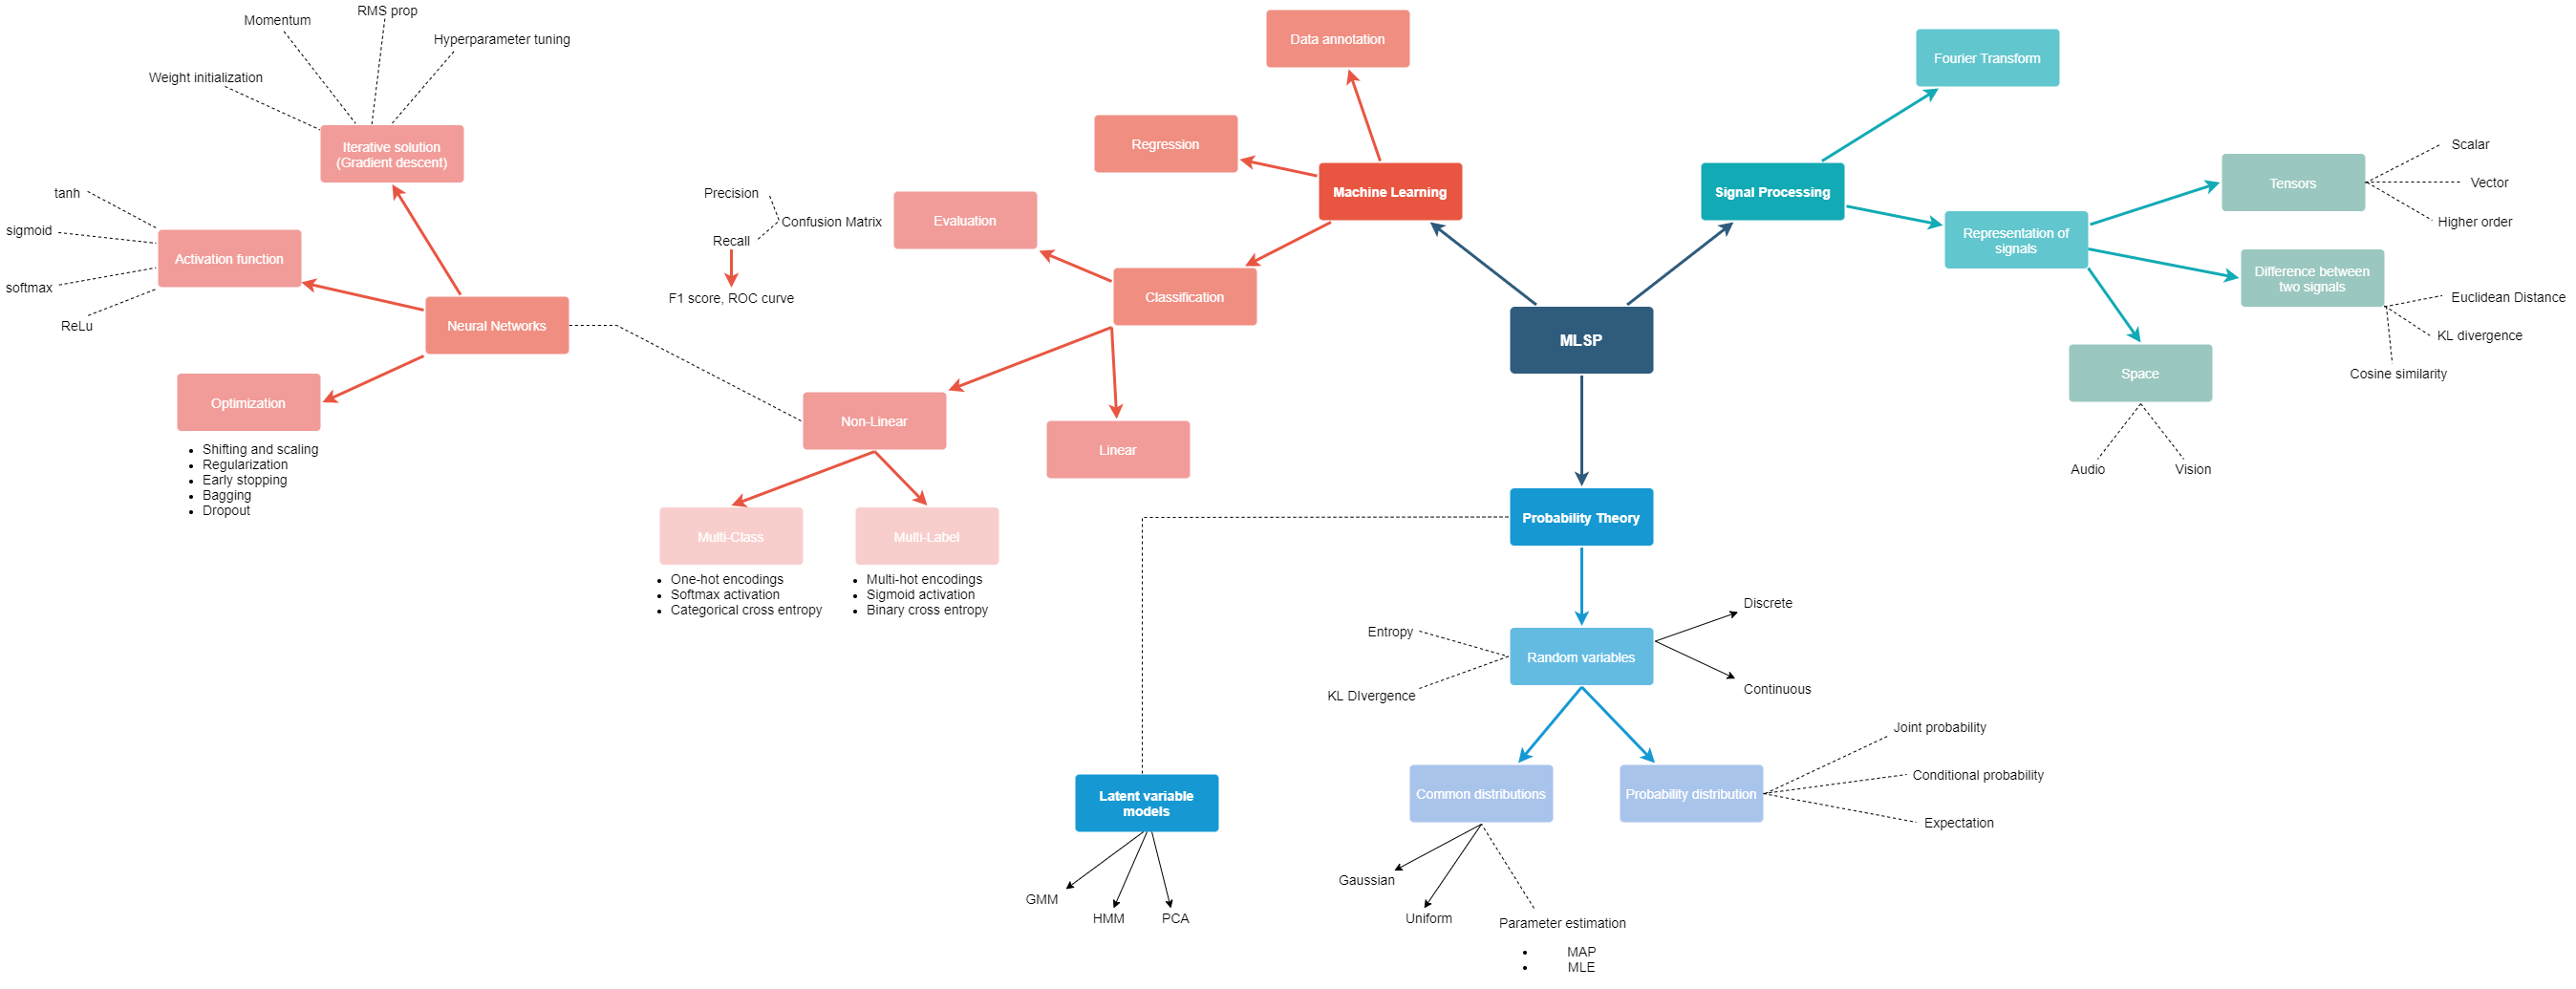 RMS prop
Momentum
Hyperparameter tuning
Weight initialization
Iterative solution
(Gradient descent)
tanh
sigmoid
softmax
ReLu
Activation function
Neural Networks
Optimization
Shifting and scaling
Regularization
Early stopping
Bagging
Dropout
Data annotation
Regression
Machine Learning
Precision
Recall
Confusion Matrix
Evaluation
F1 score, ROC curve
Classification
Non-Linear
Linear
Multi-Class
One-hot encodings
Softmax activation
Categorical cross entropy
Multi-Label
Multi-hot encodings
Sigmoid activation
Binary cross entropy
MLSP
Signal Processing
Fourier Transform
Representation of
signals
Tensors
Scalar
Vector
Higher order
Difference between
two signals
Euclidean Distance
KL divergence
Cosine similarity
Space
Audio
Vision
Probability Theory
Random variables
Entropy
KL DIvergence
Discrete
Continuous
Common distributions
Probability distribution
Joint probability
Conditional probability
Expectation
Gaussian
Uniform
Parameter estimation
MAP
MLE
Latent variable
models
GMM
HMM
PCA